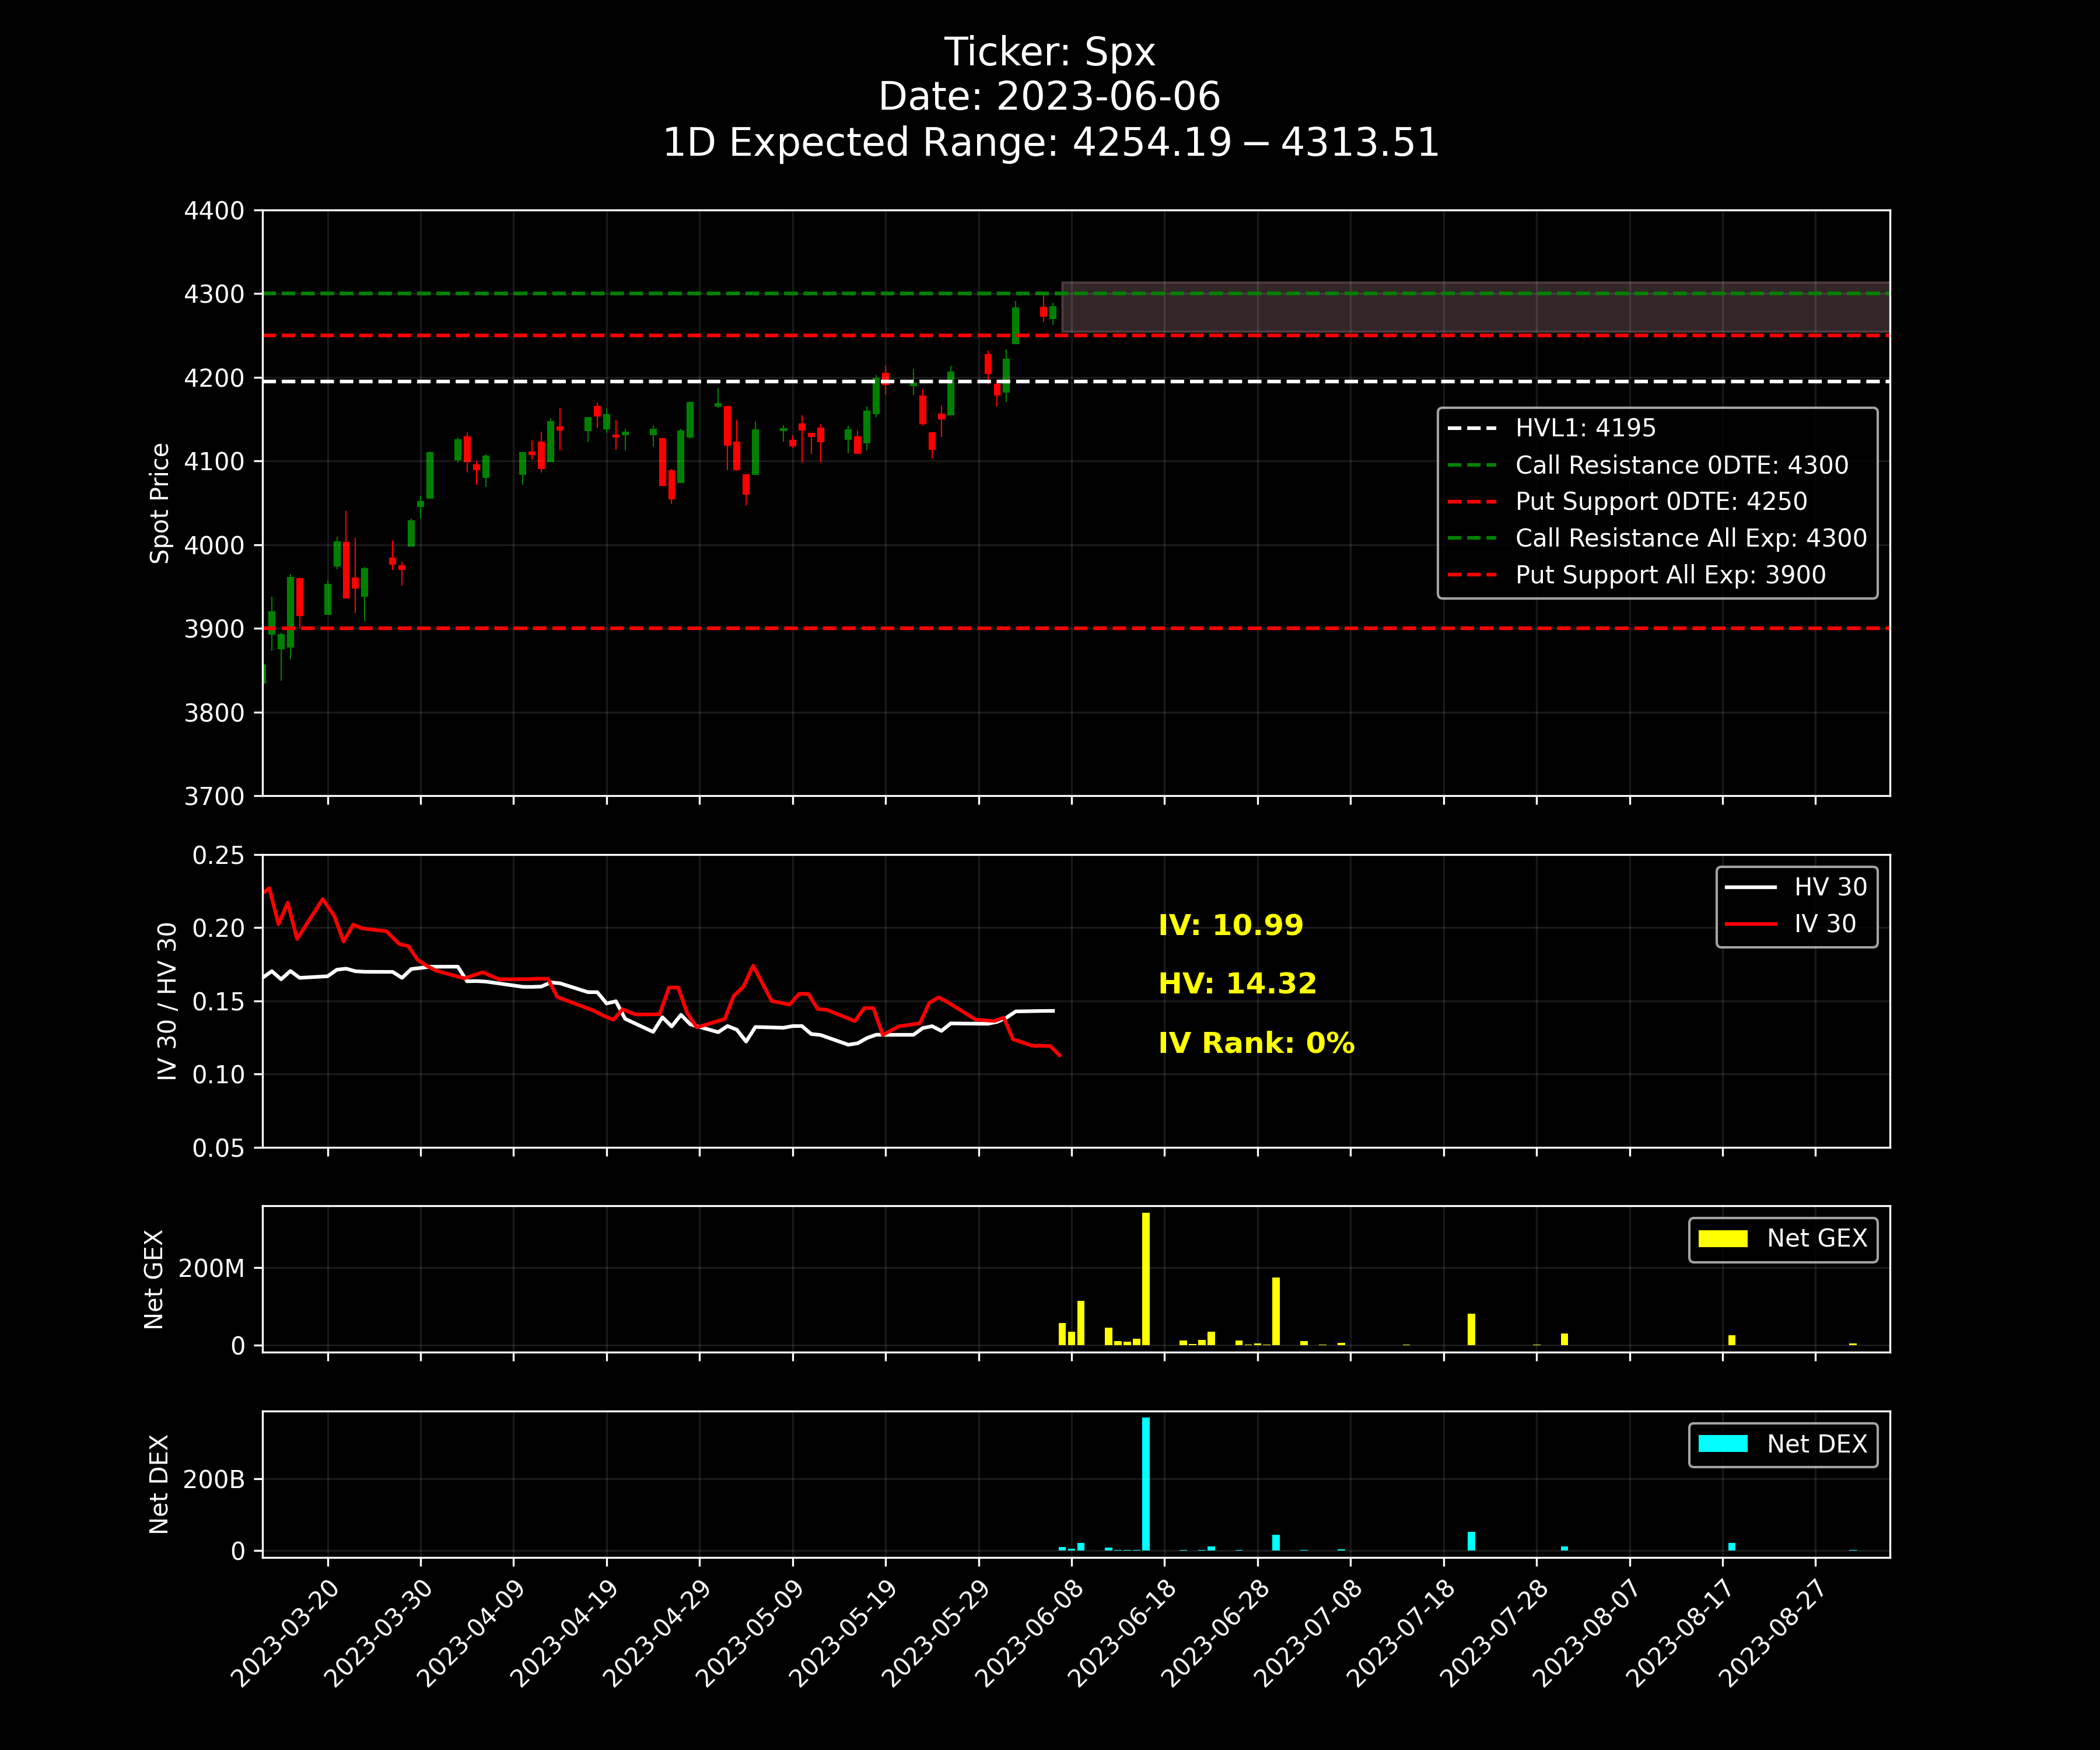 Ticker: Spx
Date: 2023-06-06
1D Expected Range: 4254.19 − 4313.51
4400
4300
4200
4100
4000
3900
3800
3700
Spot Price
HVL1: 4195
Call Resistance 0DTE: 4300
Put Support 0DTE: 4250
Call Resistance All Exp: 4300
Put Support All Exp: 3900
0.25
0.20
0.15
0.10
0.05
IV 30 / HV 30
IV: 10.99
HV: 14.32
IV Rank: 0%
HV 30
IV 30
200M
0
Net GEX
Net GEX
200B
0
Net DEX
Net DEX
2023-03-20
2023-03-30
2023-04-09
2023-04-19
2023-04-29
2023-05-09
2023-05-19
2023-05-29
2023-06-08
2023-06-18
2023-06-28
2023-07-08
2023-07-18
2023-07-28
2023-08-07
2023-08-17
2023-08-27